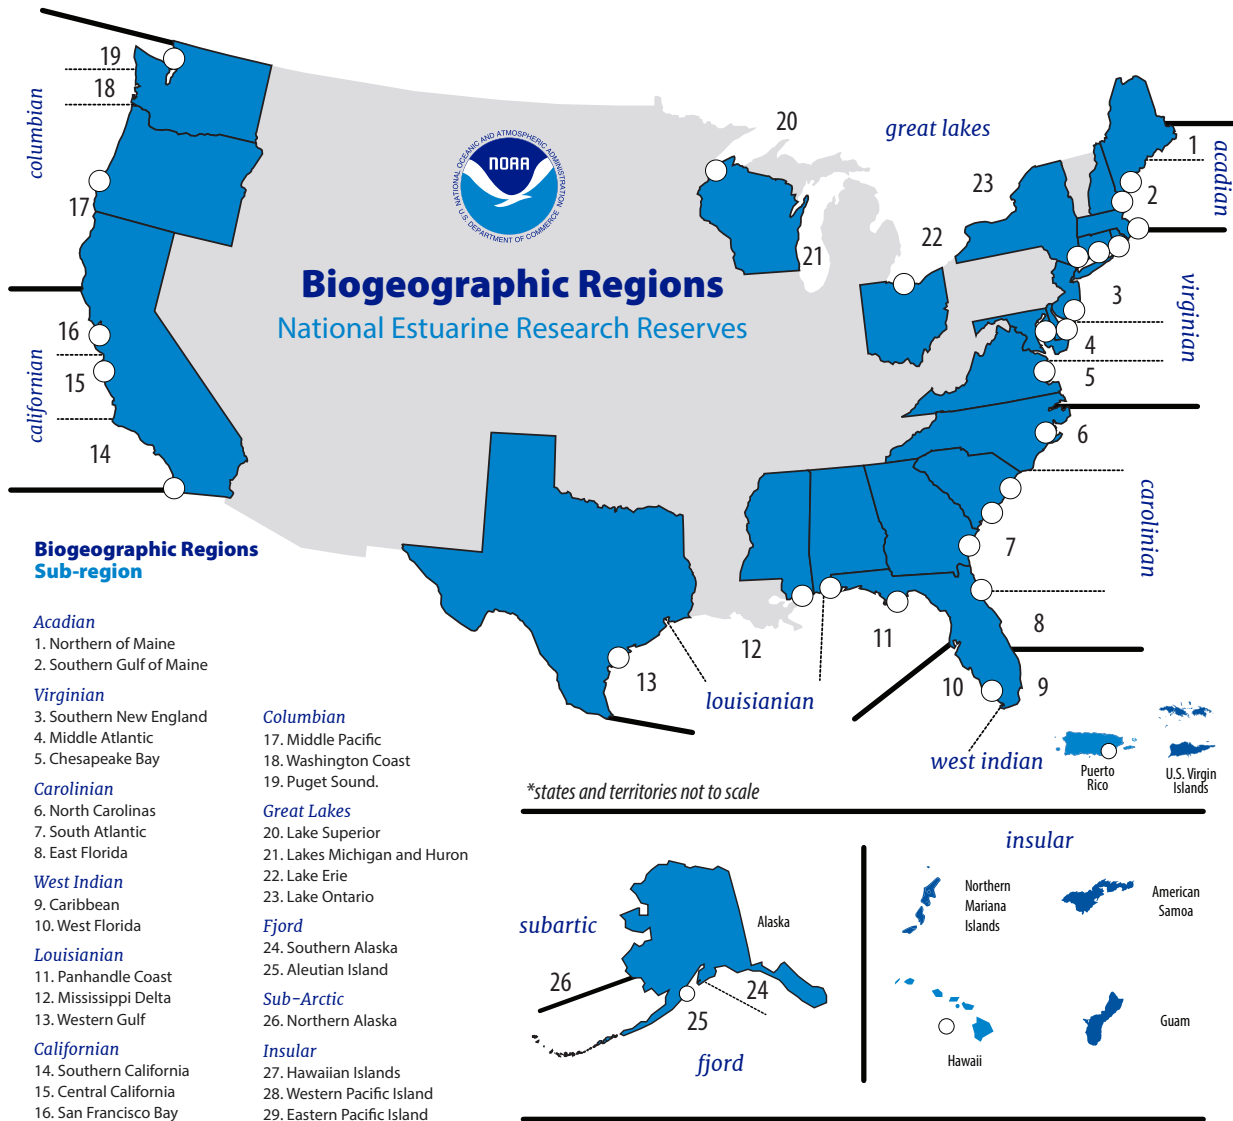 19
18
columbian
17
16
californian
15
14
20
great lakes
1
acadian
23
2
22
21
NATIONAL OCEANIC AND ATMOSPHERIC ADMINISTRATION
NOAA
U.S. DEPARTMENT OF COMMERCE
Biogeographic Regions
National Estuarine Research Reserves
3
virginian
4
5
6
carolinian
7
8
11
12
13
louisianian
10
9
west indian
Puerto
Rico
U.S. Virgin
Islands
*states and territories not to scale
Biogeographic Regions
Sub-region
Acadian
1. Northern of Maine
2. Southern Gulf of Maine
Virginian
3. Southern New England
4. Middle Atlantic
5. Chesapeake Bay
Carolinian
6. North Carolinas
7. South Atlantic
8. East Florida
West Indian
9. Caribbean
10. West Florida
Louisianian
11. Panhandle Coast
12. Mississippi Delta
13. Western Gulf
Californian
14. Southern California
15. Central California
16. San Francisco Bay
Columbian
17. Middle Pacific
18. Washington Coast
19. Puget Sound.
Great Lakes
20. Lake Superior
21. Lakes Michigan and Huron
22. Lake Erie
23. Lake Ontario
Fjord
24. Southern Alaska
25. Aleutian Island
Sub-Arctic
26. Northern Alaska
Insular
27. Hawaiian Islands
28. Western Pacific Island
29. Eastern Pacific Island
subartic
Alaska
26
24
25
fjord
insular
Northern
Mariana
Islands
American
Samoa
Hawaii
Guam